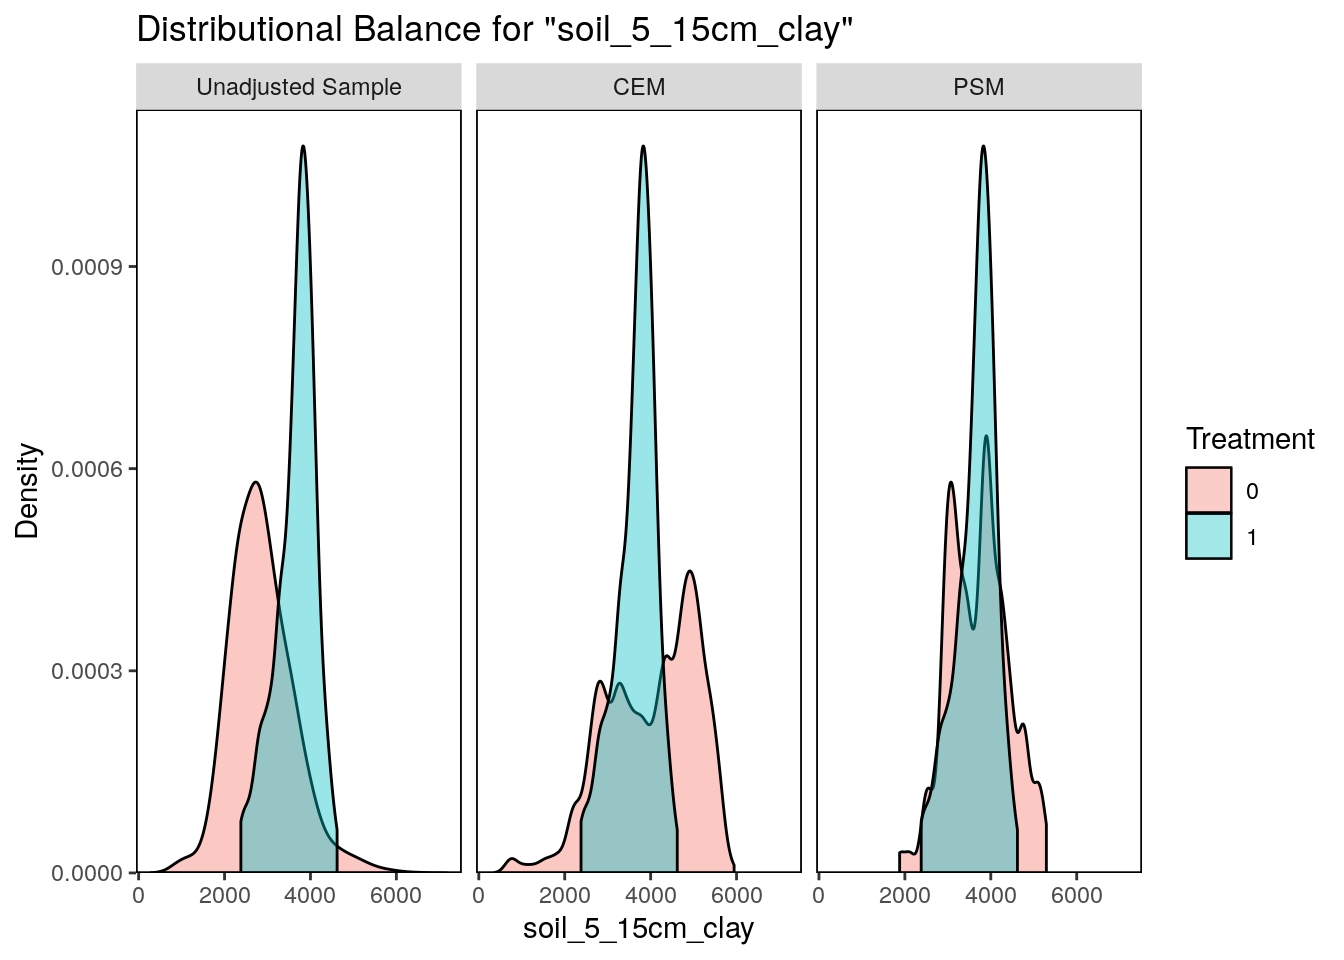 Distributional Balance for "soil_5_15cm_clay"
Unadjusted Sample
CEM
PSM
Density
0.0009
0.0006
0.0003
0.0000
0 2000 4000 6000
0 2000 4000 6000
0 2000 4000 6000
soil_5_15cm_clay
Treatment
0
1